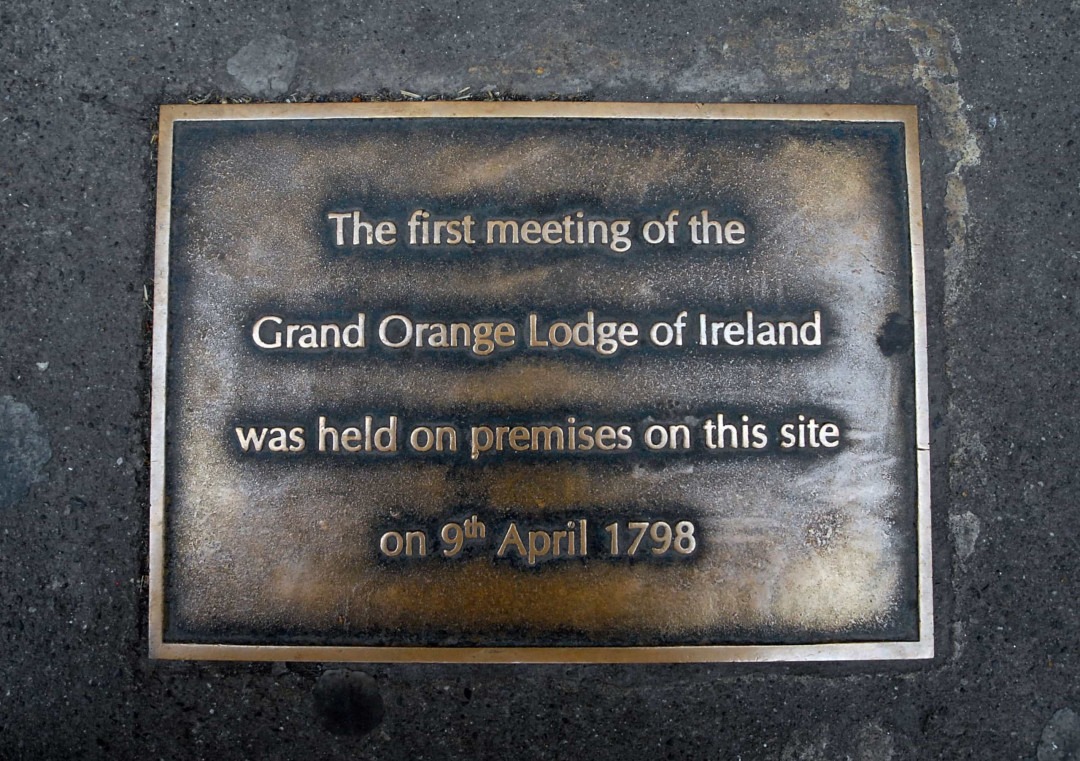 The first meeting of the
Grand Orange Lodge of Ireland
was held on premises on this site
on 9th April 1798